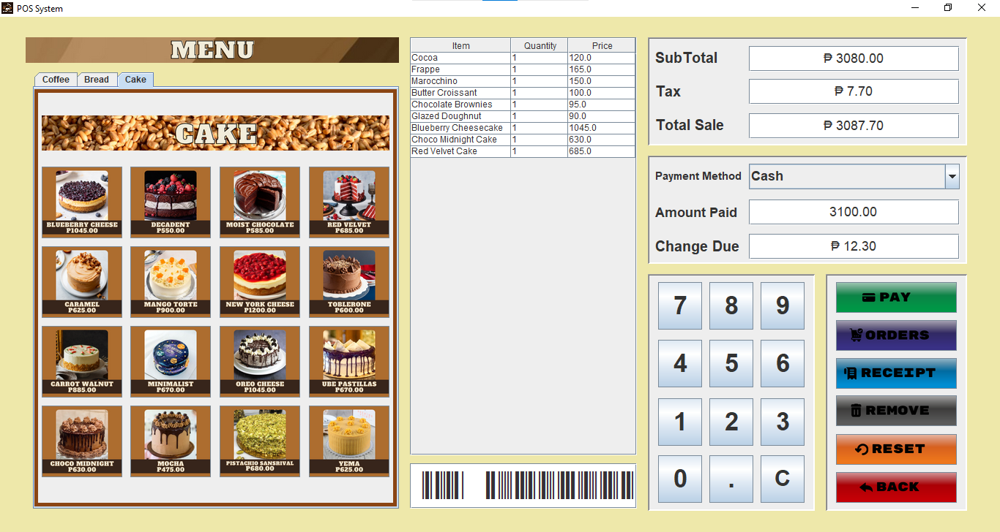 POS System
MENU
Coffee Bread Cake
CAKE
BLUEBERRY CHEESE
P1045.00
DECADENT
P550.00
MOIST CHOCOLATE
P585.00
RED VELVET
P685.00
CARAMEL
P625.00
MANGO TORTE
P900.00
NEW YORK CHEESE
P1200.00
TOBLERONE
P600.00
CARROT WALNUT
P885.00
MINIMALIST
P670.00
OREO CHEESE
P1045.00
UBE PASTILLAS
P670.00
CHOCO MIDNIGHT
P630.00
MOCHA
P475.00
PISTACHIO SANSRIVAL
P680.00
YEMA
P625.00
Item Quantity Price
Cocoa 1 120.0
Frappe 1 165.0
Marocchino 1 150.0
Butter Croissant 1 100.0
Chocolate Brownies 1 95.0
Glazed Doughnut 1 90.0
Blueberry Cheesecake 1 1045.0
Choco Midnight Cake 1 630.0
Red Velvet Cake 1 685.0
SubTotal ₱ 3080.00
Tax ₱ 7.70
Total Sale ₱ 3087.70
Payment Method Cash
Amount Paid 3100.00
Change Due ₱ 12.30
7 8 9
4 5 6
1 2 3
0 . C
PAY
ORDERS
RECEIPT
REMOVE
RESET
BACK